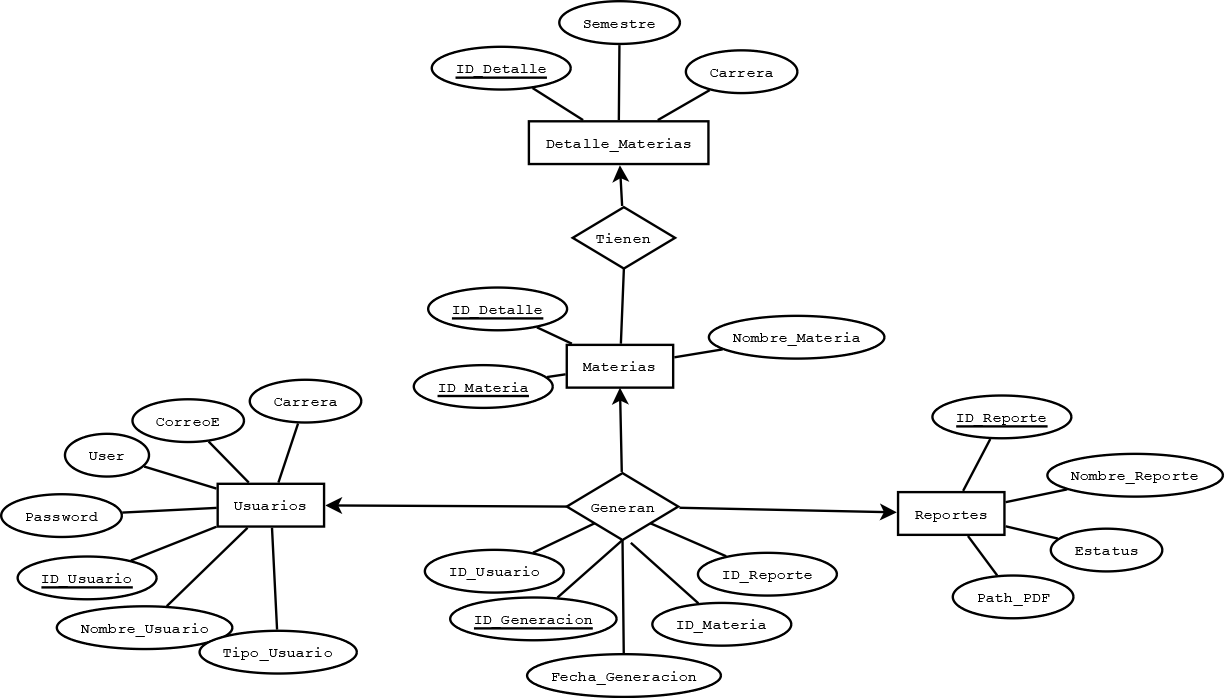 Semestre
ID_Detalle
Carrera
Detalle_Materias
Tienen
ID_Detalle
Nombre_Materia
Materias
ID_Materia
Carrera
CorreoE
User
Usuarios
Password
ID_Usuario
Nombre_Usuario
Tipo_Usuario
Generan
ID_Usuario
ID_Generacion
Fecha_Generacion
ID_Materia
ID_Reporte
ID_Reporte
Nombre_Reporte
Reportes
Estatus
Path_PDF